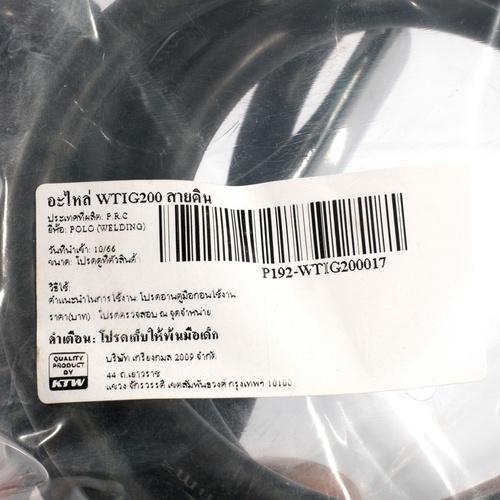 อะไหล่ WTIG200 สายดิน
ประเทศที่ผลิต: P.R.C
ยี่ห้อ: POLO (WELDING)
วันที่นำเข้า: 10/66
ขนาด: โปรดดูที่ตัวสินค้า
P192-WTIG200017
วิธีใช้:
คำแนะนำในการใช้งาน: โปรดอ่านคู่มือก่อนใช้งาน
ราคา(บาท) : โปรดตรวจสอบ ณ จุดจำหน่าย
คำเตือน: โปรดเก็บให้พ้นมือเด็ก
QUALITY
PRODUCT
BY
KTW
บริษัท เกรียงกมล 2009 จำกัด
44 ถ.เยาวราช
แขวง จักรวรรดิ เขตสัมพันธวงศ์ กรุงเทพฯ 10100